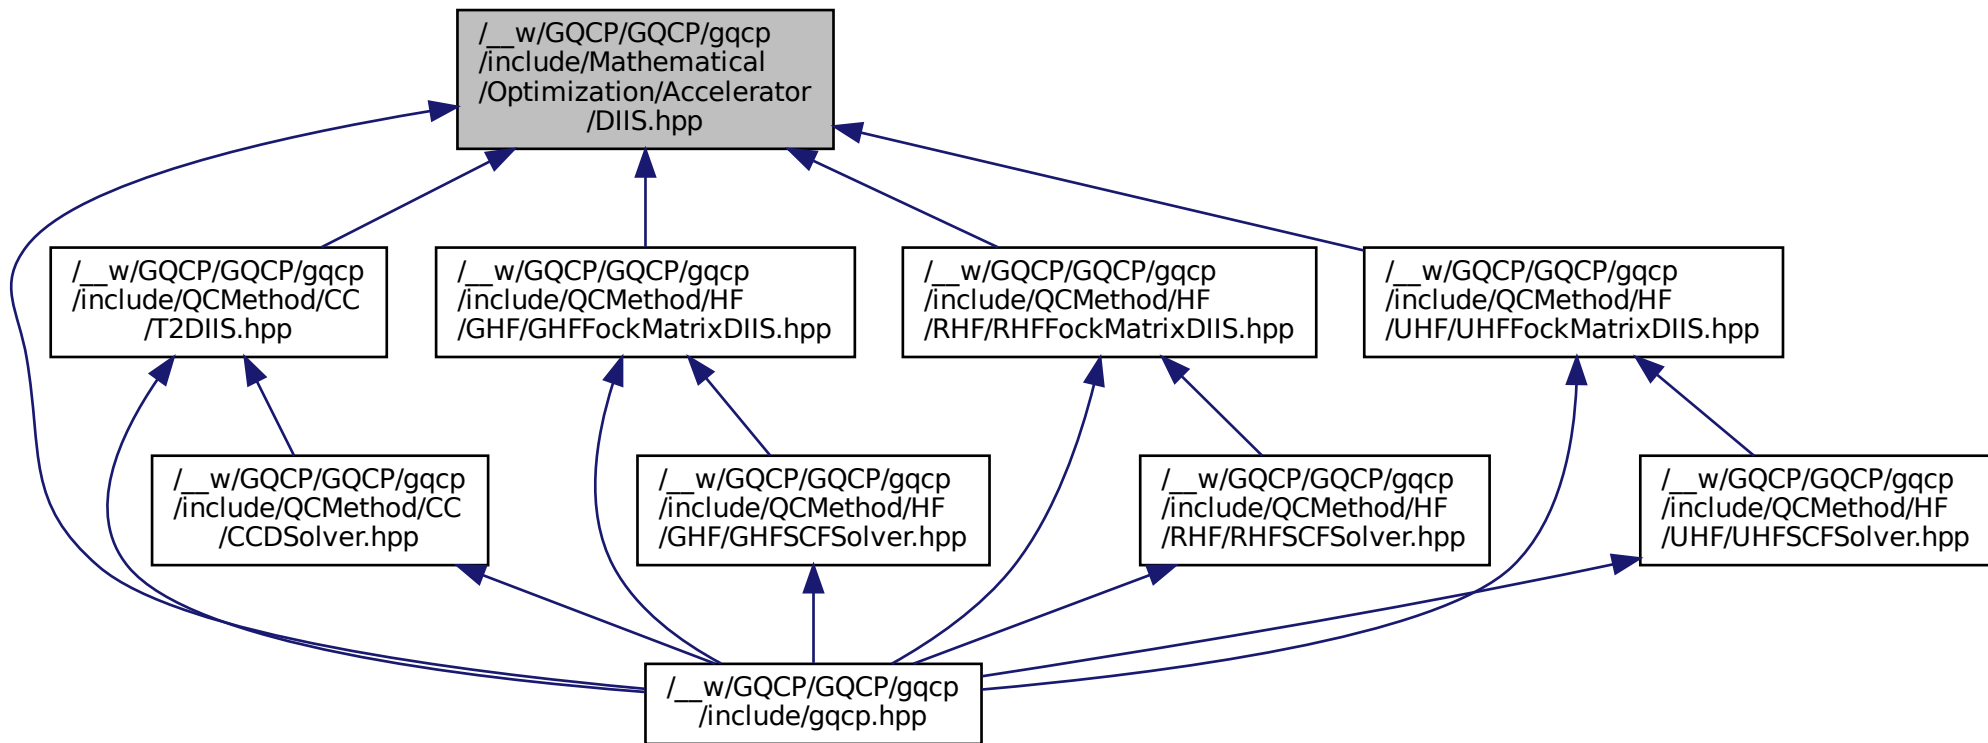 /__w/GQCP/GQCP/gqcp
/include/Mathematical
/Optimization/Accelerator
/DIIS.hpp
/__w/GQCP/GQCP/gqcp
/include/QCMethod/CC
/T2DIIS.hpp
/__w/GQCP/GQCP/gqcp
/include/QCMethod/HF
/GHF/GHFFockMatrixDIIS.hpp
/__w/GQCP/GQCP/gqcp
/include/QCMethod/HF
/RHF/RHFFockMatrixDIIS.hpp
/__w/GQCP/GQCP/gqcp
/include/QCMethod/HF
/UHF/UHFFockMatrixDIIS.hpp
/__w/GQCP/GQCP/gqcp
/include/QCMethod/CC
/CCDSolver.hpp
/__w/GQCP/GQCP/gqcp
/include/QCMethod/HF
/GHF/GHFSCFSolver.hpp
/__w/GQCP/GQCP/gqcp
/include/QCMethod/HF
/RHF/RHFSCFSolver.hpp
/__w/GQCP/GQCP/gqcp
/include/QCMethod/HF
/UHF/UHFSCFSolver.hpp
/__w/GQCP/GQCP/gqcp
/include/gqcp.hpp